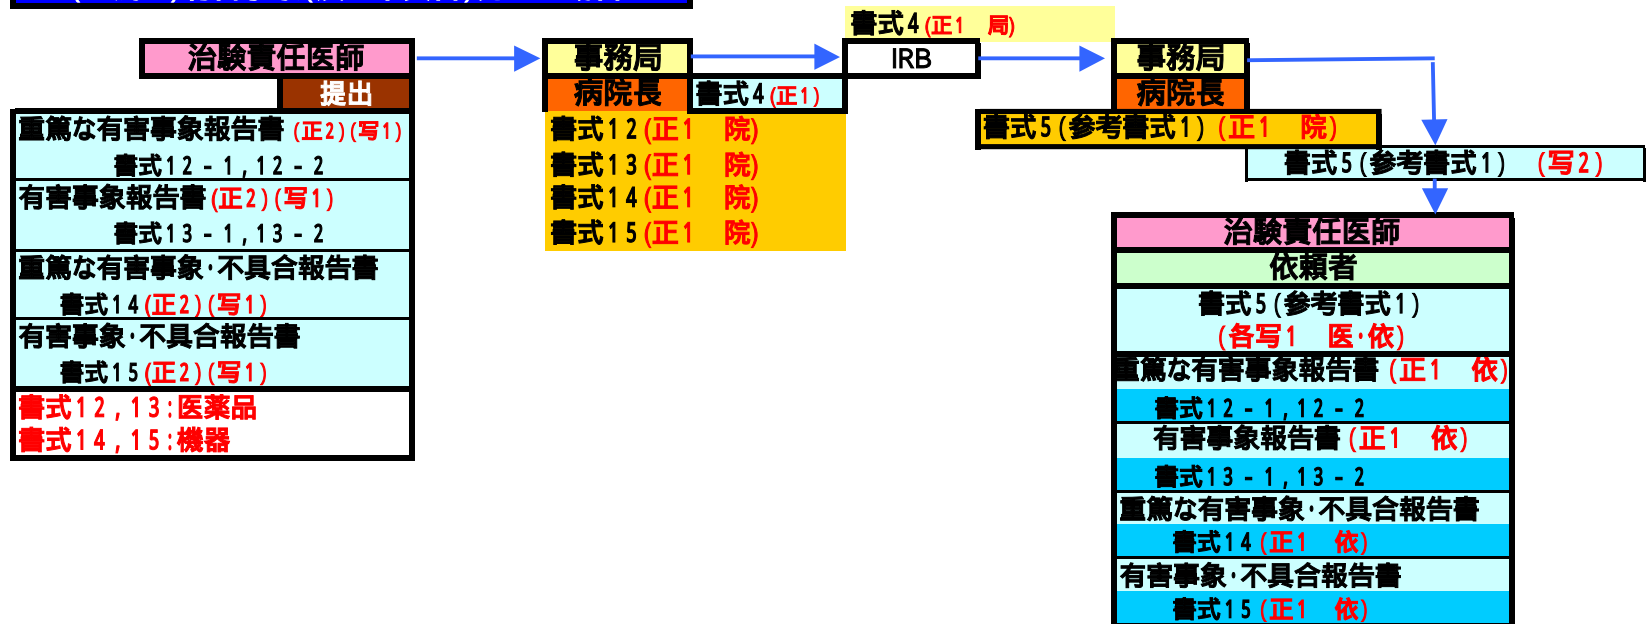 書式4(正1　局)
治験責任医師
事務局
IRB
事務局
提出
病院長
書式4(正1)
病院長
重篤な有害事象報告書(正2)(写1)
書式12－1,12－2
有害事象報告書(正2)(写1)
書式13－1,13－2
重篤な有害事象･不具合報告書
書式14(正2)(写1)
有害事象･不具合報告書
書式15(正2)(写1)
書式12,13:医薬品
書式14,15:機器
書式12(正1　院)
書式13(正1　院)
書式14(正1　院)
書式15(正1　院)
書式5(参考書式1)(正1　院)
書式5(参考書式1)　(写2)
治験責任医師
依頼者
書式5(参考書式1)
(各写1　医･依)
重篤な有害事象報告書(正1　依)
書式12－1,12－2
有害事象報告書(正1　依)
書式13－1,13－2
重篤な有害事象･不具合報告書
書式14(正1　依)
有害事象･不具合報告書
書式15(正1　依)